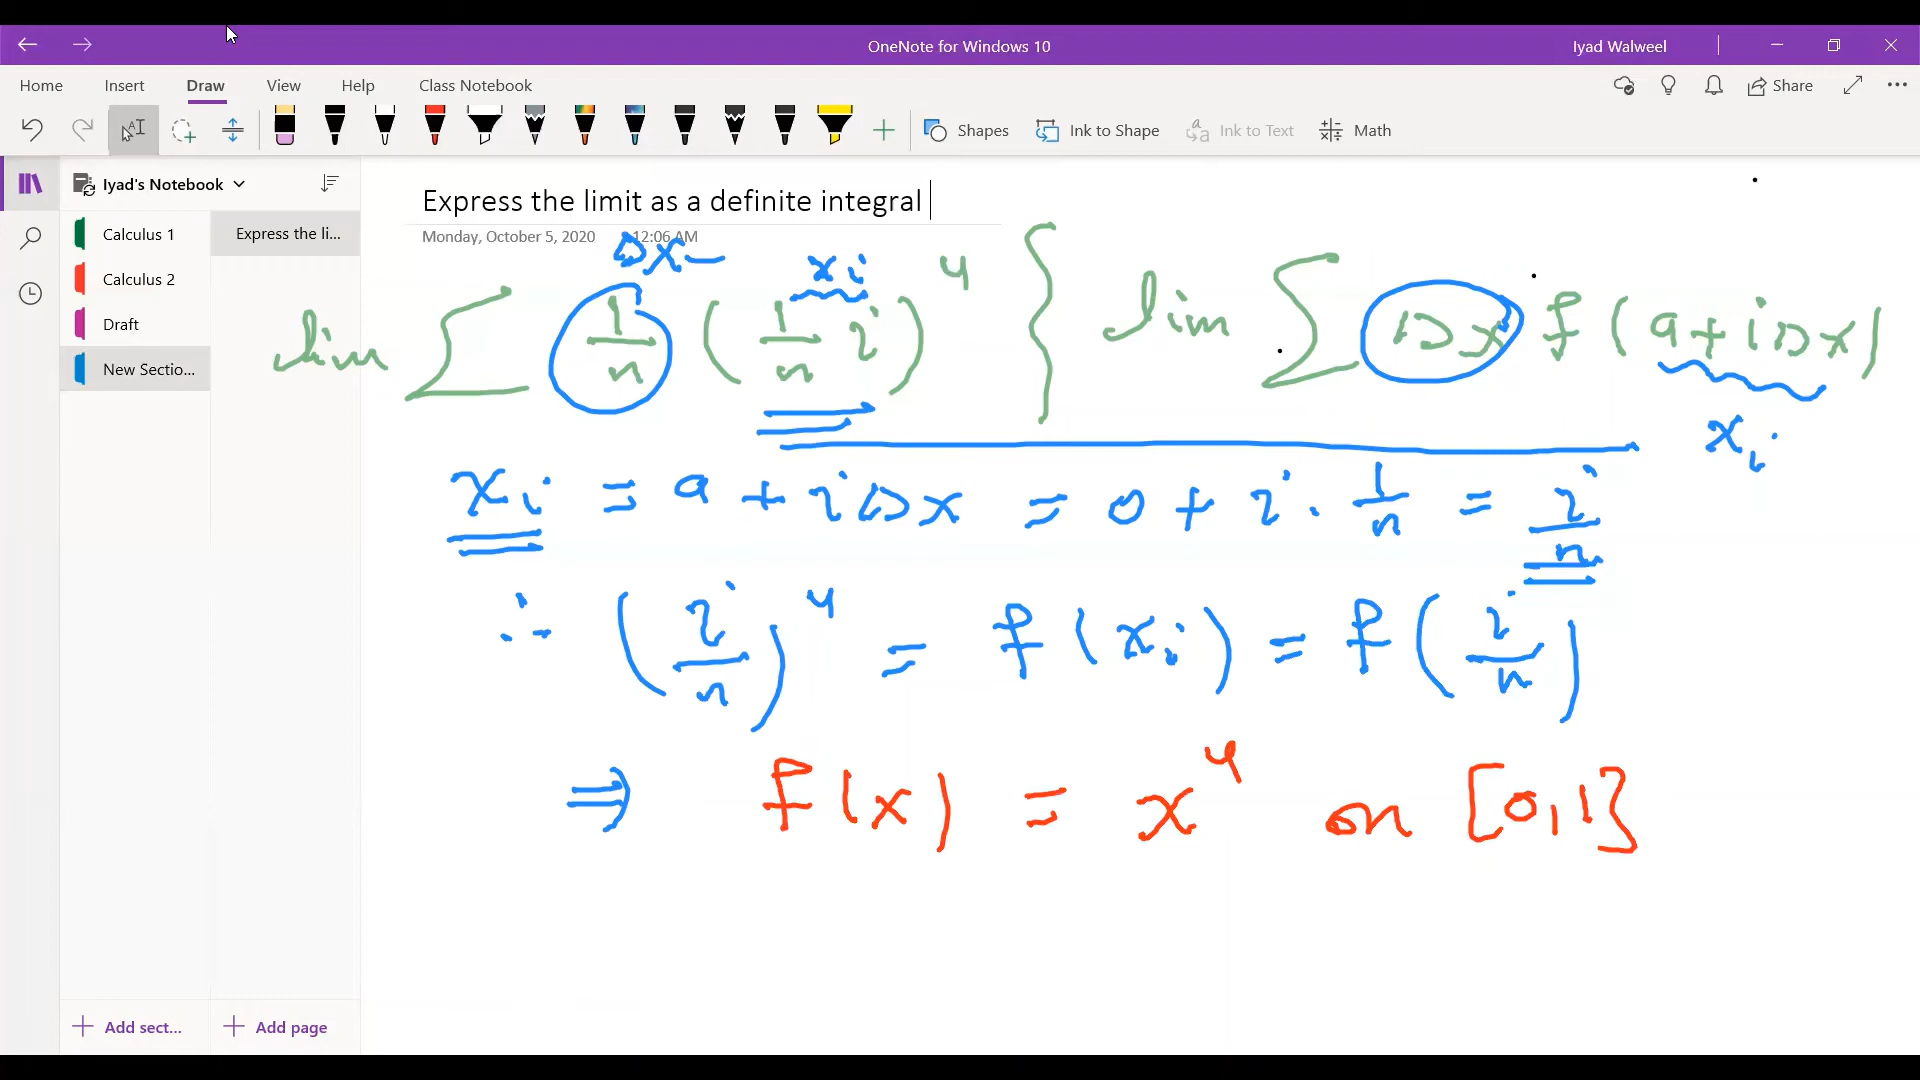 OneNote for Windows 10
Iyad Walweel
Home Insert Draw View Help Class Notebook
Share
Shapes Ink to Shape Ink to Text Math
Iyad's Notebook
Calculus 1
Calculus 2
Draft
New Sectio...
Express the li...
Add sect...
Add page
Express the limit as a definite integral
Monday, October 5, 2020 12:06 AM
Δx xᵢ
lim Σ 1/n (1/n i)⁴ } lim Σ Δx f(a+iΔx)
xᵢ
xᵢ = a + iΔx = 0 + i · 1/n = i/n
∴ (i/n)⁴ = f(xᵢ) = f(i/n)
⇒ f(x) = x⁴ on [0,1]